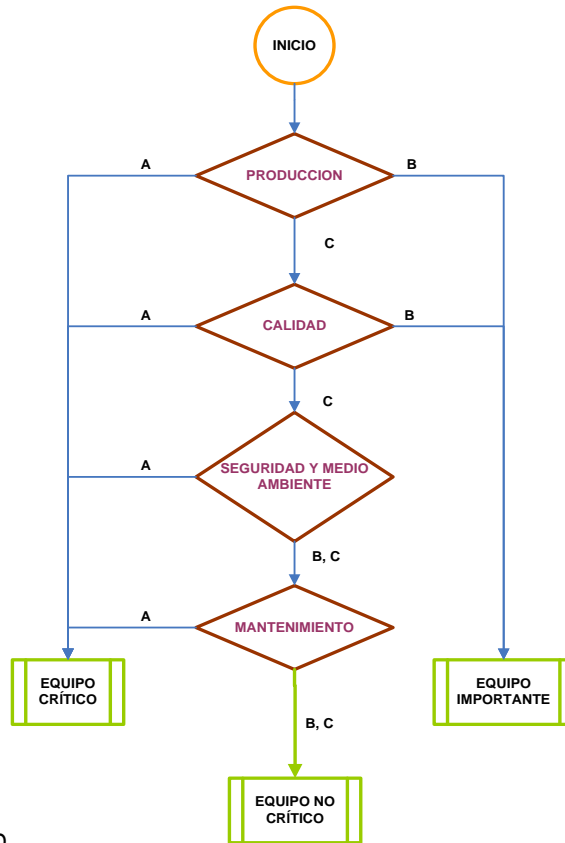 INICIO
A
B
PRODUCCION
C
A
B
CALIDAD
C
A
SEGURIDAD Y MEDIO
AMBIENTE
B, C
A
MANTENIMIENTO
EQUIPO
CRÍTICO
EQUIPO
IMPORTANTE
B, C
EQUIPO NO
CRÍTICO